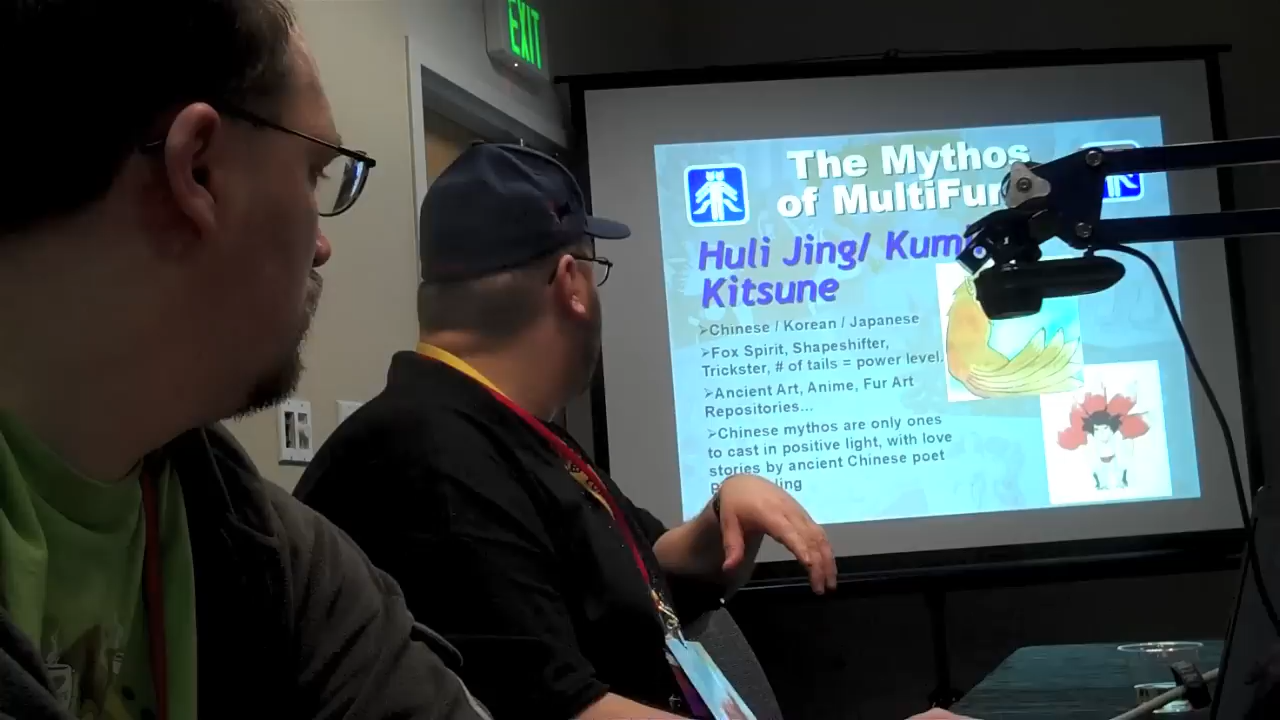 EXIT
The Mythos
of MultiFur
Huli Jing/
Kitsune
➢Chinese / Korean / Japanese
➢Fox Spirit, Shapeshifter,
Trickster, # of tails = power level.
➢Ancient Art, Anime, Fur Art
Repositories...
➢Chinese mythos are only ones
to cast in positive light, with love
stories by ancient Chinese poet